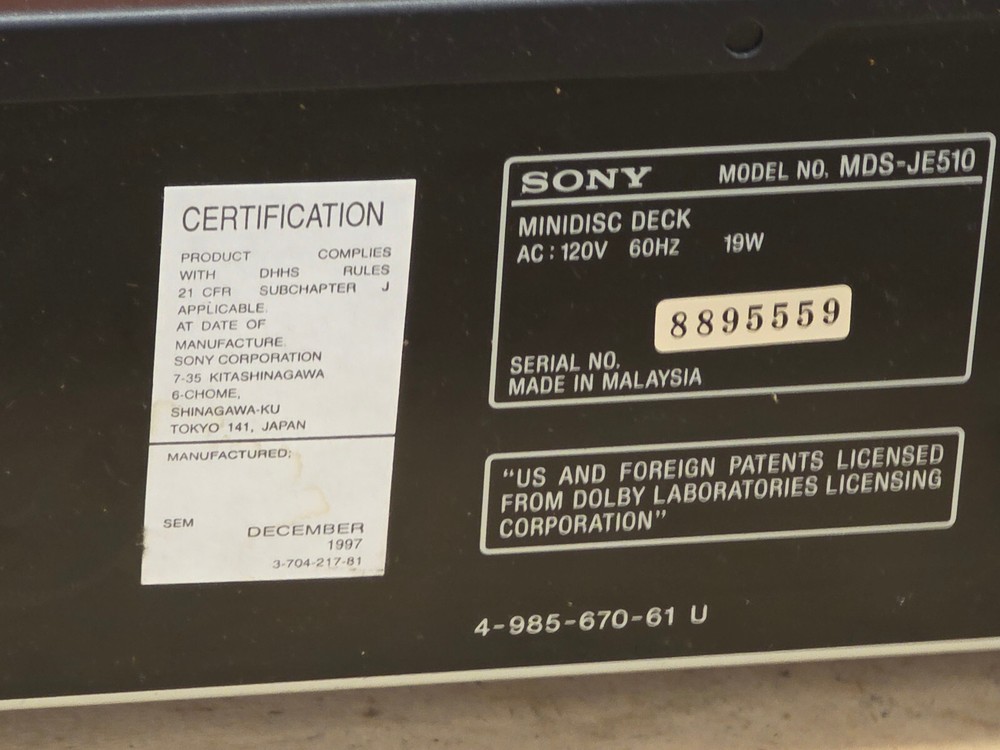 CERTIFICATION
PRODUCT COMPLIES
WITH DHHS RULES
21 CFR SUBCHAPTER J
APPLICABLE.
AT DATE OF
MANUFACTURE.
SONY CORPORATION
7-35 KITASHINAGAWA
6-CHOME,
SHINAGAWA-KU
TOKYO 141, JAPAN
MANUFACTURED:
SEM
DECEMBER
1997
3-704-217-81
SONY MODEL NO. MDS-JE510
MINIDISC DECK
AC : 120V 60HZ 19W
8895559
SERIAL NO.
MADE IN MALAYSIA
“US AND FOREIGN PATENTS LICENSED
FROM DOLBY LABORATORIES LICENSING
CORPORATION”
4-985-670-61 U